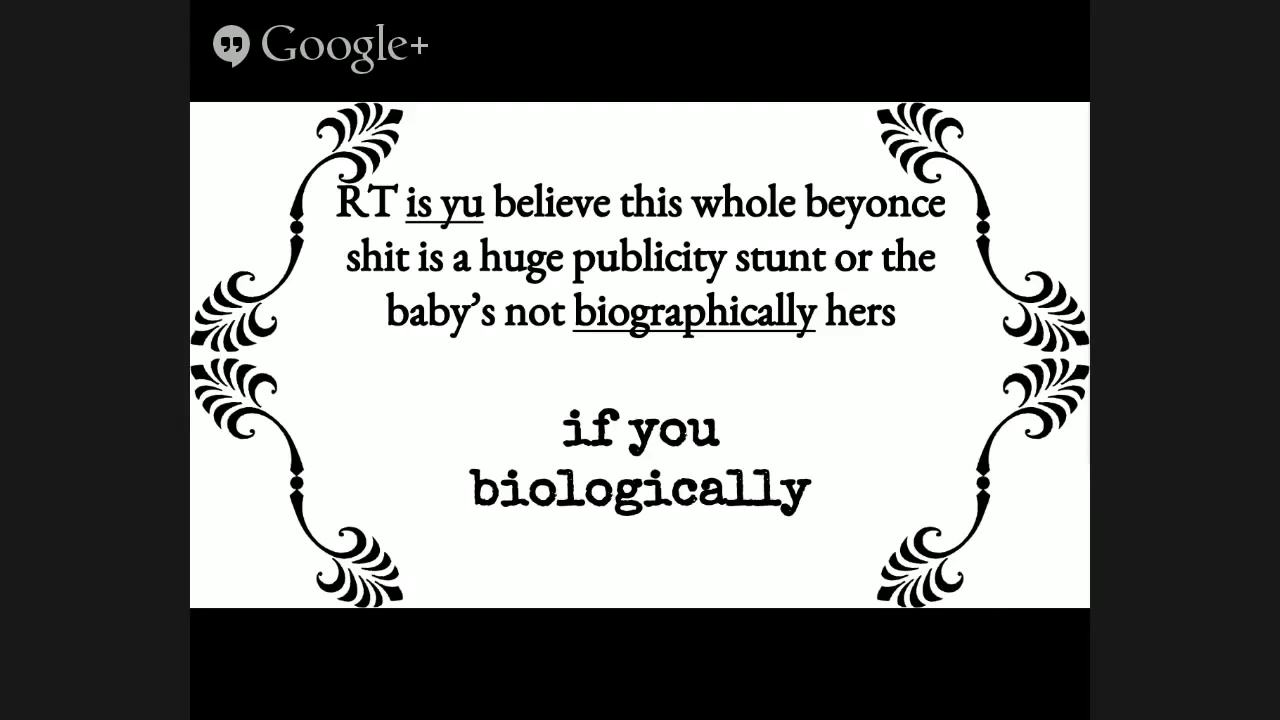 Google+
RT is yu believe this whole beyonce
shit is a huge publicity stunt or the
baby’s not biographically hers
if you
biologically